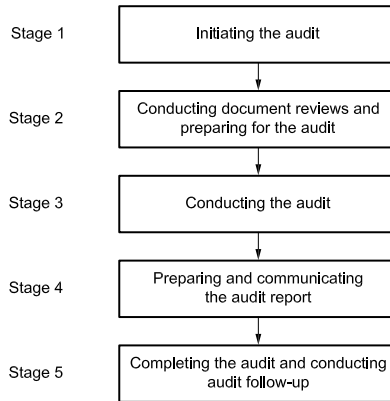 Stage 1
Initiating the audit
Stage 2
Conducting document reviews and
preparing for the audit
Stage 3
Conducting the audit
Stage 4
Preparing and communicating
the audit report
Stage 5
Completing the audit and conducting
audit follow-up